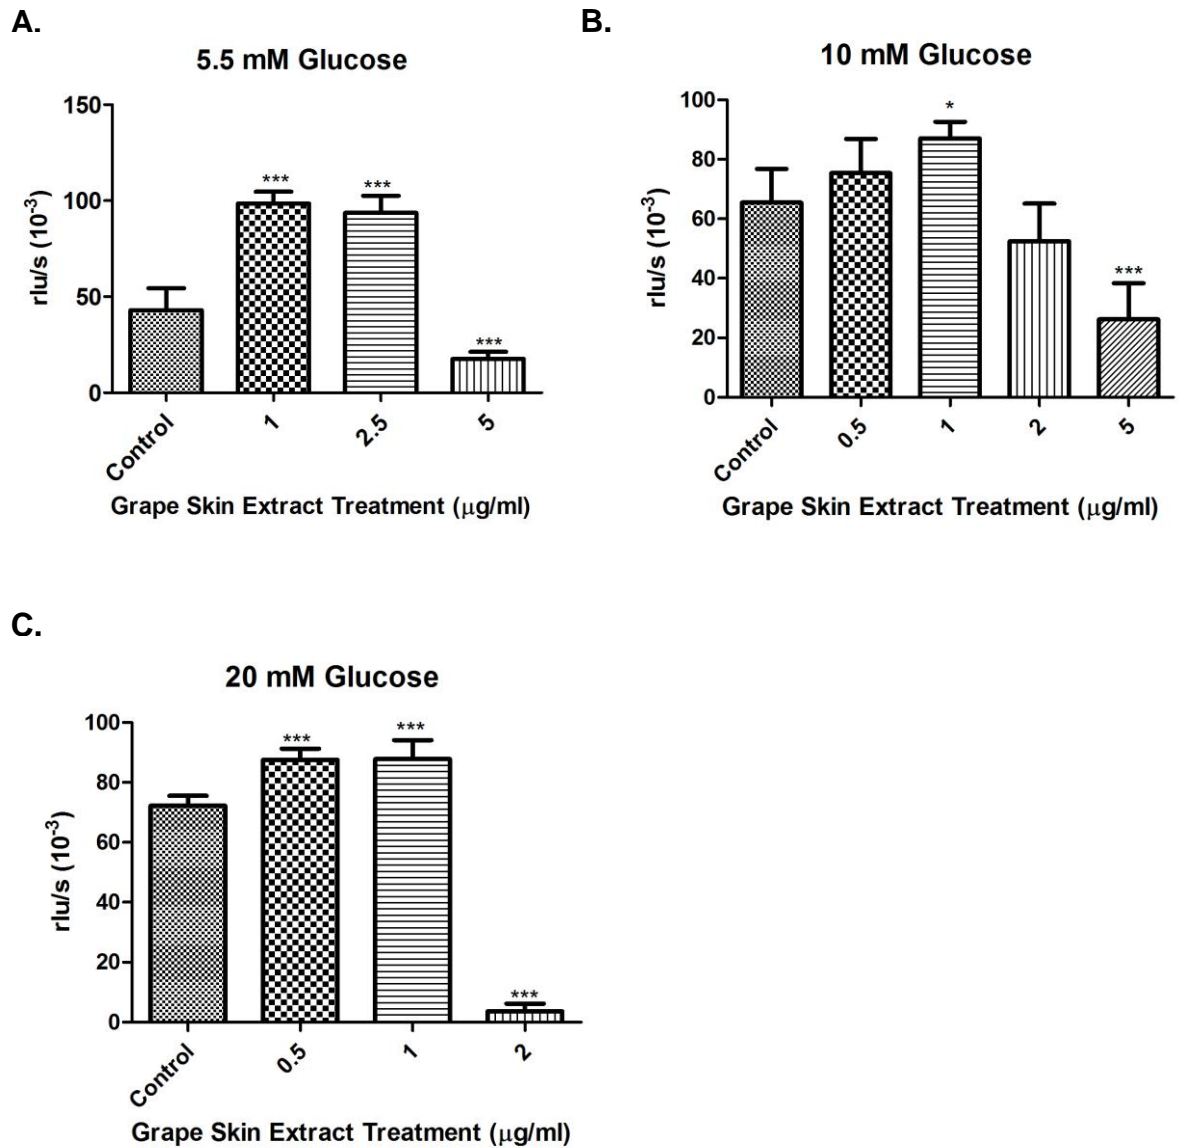 A.
5.5 mM Glucose
150
100
50
0
rlu/s (10⁻³)
***
***
***
Control
1
2.5
5
Grape Skin Extract Treatment (μg/ml)
B.
10 mM Glucose
100
80
60
40
20
0
rlu/s (10⁻³)
*
***
Control
0.5
1
2
5
Grape Skin Extract Treatment (μg/ml)
C.
20 mM Glucose
100
80
60
40
20
0
rlu/s (10⁻³)
***
***
***
Control
0.5
1
2
Grape Skin Extract Treatment (μg/ml)